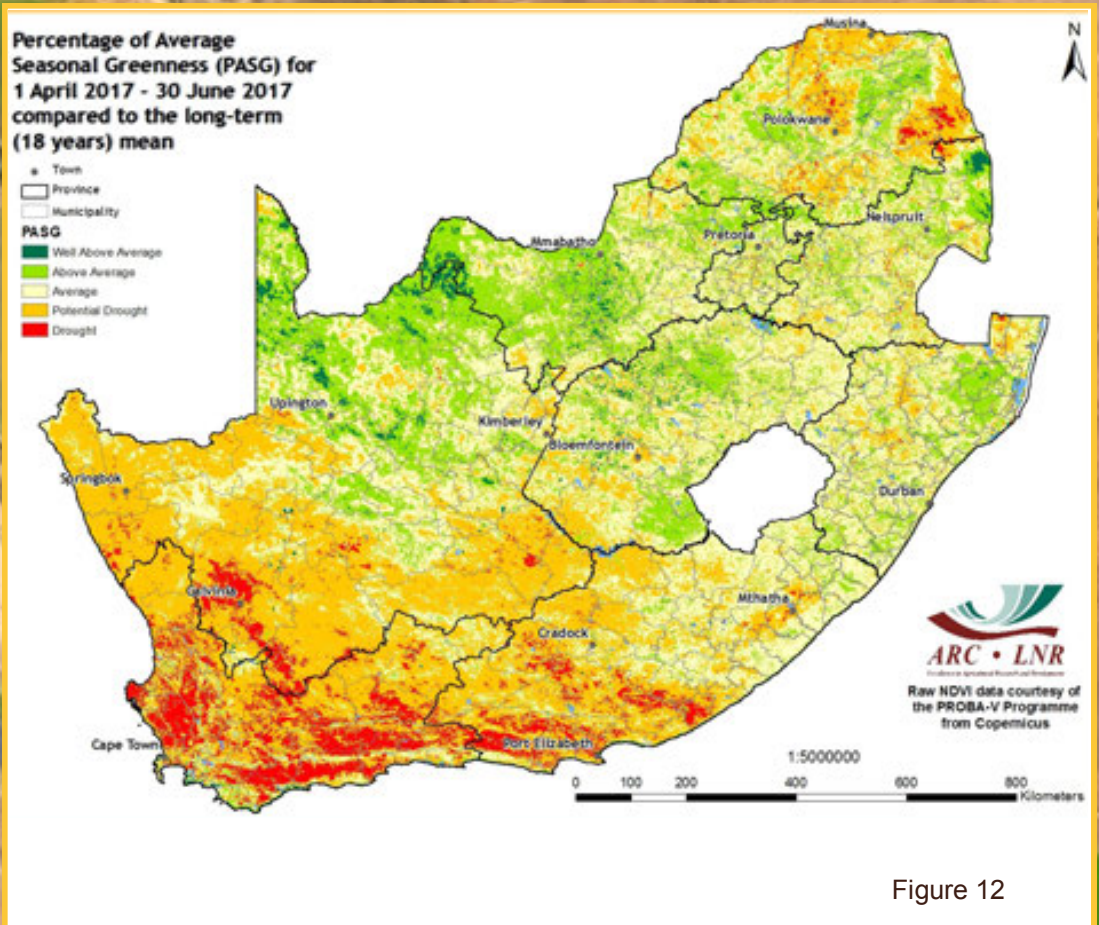 Percentage of Average
Seasonal Greenness (PASG) for
1 April 2017 - 30 June 2017
compared to the long-term
(18 years) mean
Town
Province
Municipality
PASG
Well Above Average
Above Average
Average
Potential Drought
Drought
N
Musina
Polokwane
Nelspruit
Pretoria
Mmabatho
Upington
Kimberley
Bloemfontein
Springbok
Durban
Calvinia
Mthatha
Cradock
Cape Town
Port Elizabeth
ARC • LNR
Raw NDVI data courtesy of
the PROBA-V Programme
from Copernicus
1:5000000
0 100 200 400 600 800
Kilometers
Figure 12